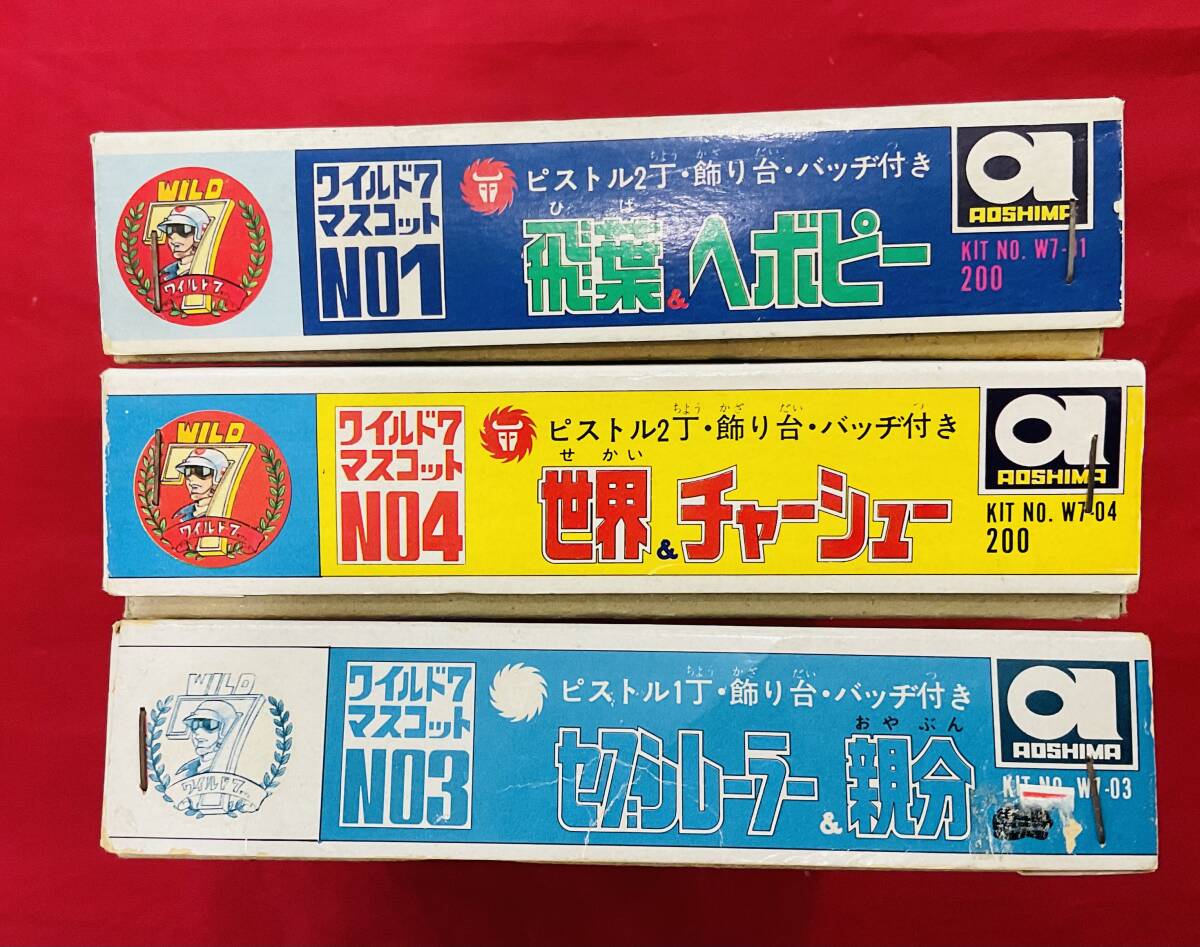 WILD
7
ワイルド7
ワイルド7
マスコット
NO1
ピストル2丁・飾り台・バッヂ付き
ちょう かざ だい つ
ひ ば
飛葉&ヘボピー
a
AOSHIMA
KIT NO. W7-01
200
WILD
7
ワイルド7
ワイルド7
マスコット
NO4
ピストル2丁・飾り台・バッヂ付き
ちょう かざ だい つ
せ かい
世界&チャーシュー
a
AOSHIMA
KIT NO. W7-04
200
WILD
7
ワイルド7
ワイルド7
マスコット
NO3
ピストル1丁・飾り台・バッヂ付き
ちょう かざ だい つ
おや ぶん
セブントレーラー&親分
a
AOSHIMA
KIT NO. W7-03